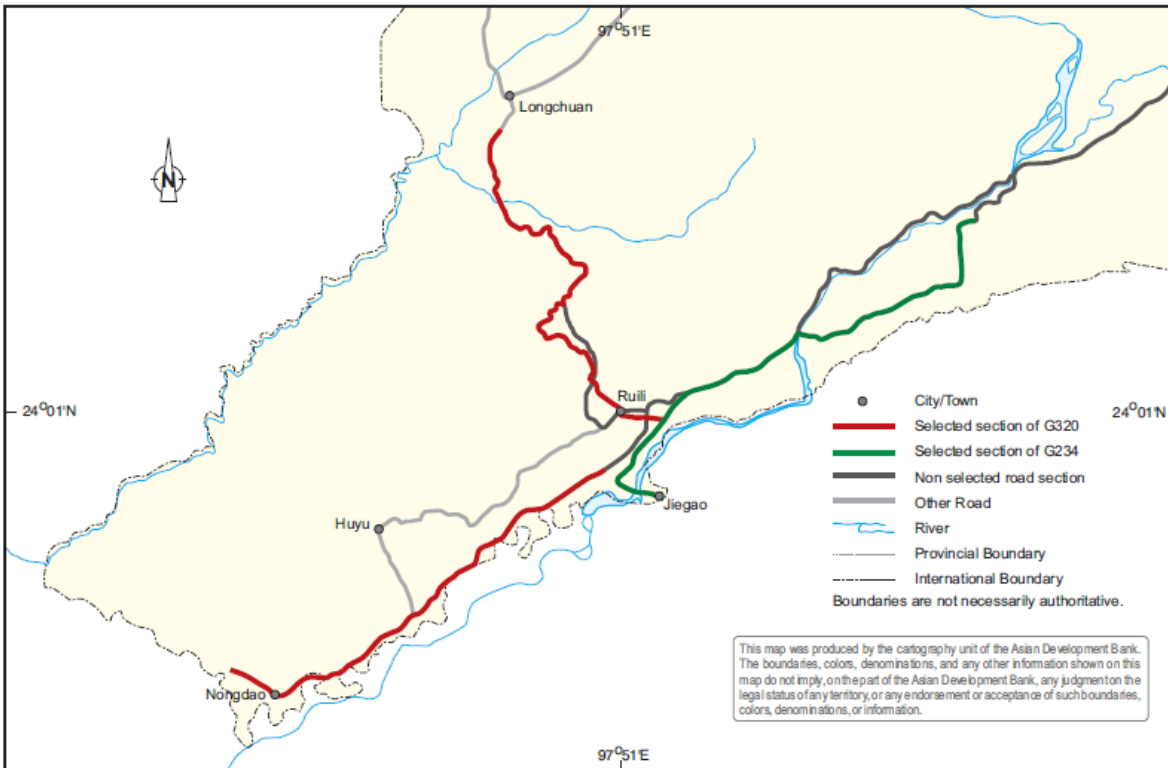 97°51'E
Longchuan
N
Ruili
24°01'N
24°01'N
City/Town
Selected section of G320
Selected section of G234
Non selected road section
Jiegao
Other Road
Huyu
River
Provincial Boundary
International Boundary
Boundaries are not necessarily authoritative.
This map was produced by the cartography unit of the Asian Development Bank.
The boundaries, colors, denominations, and any other information shown on this
map do not imply, on the part of the Asian Development Bank, any judgment on the
legal status of any territory, or any endorsement or acceptance of such boundaries,
colors, denominations, or information.
Nongdao
97°51'E